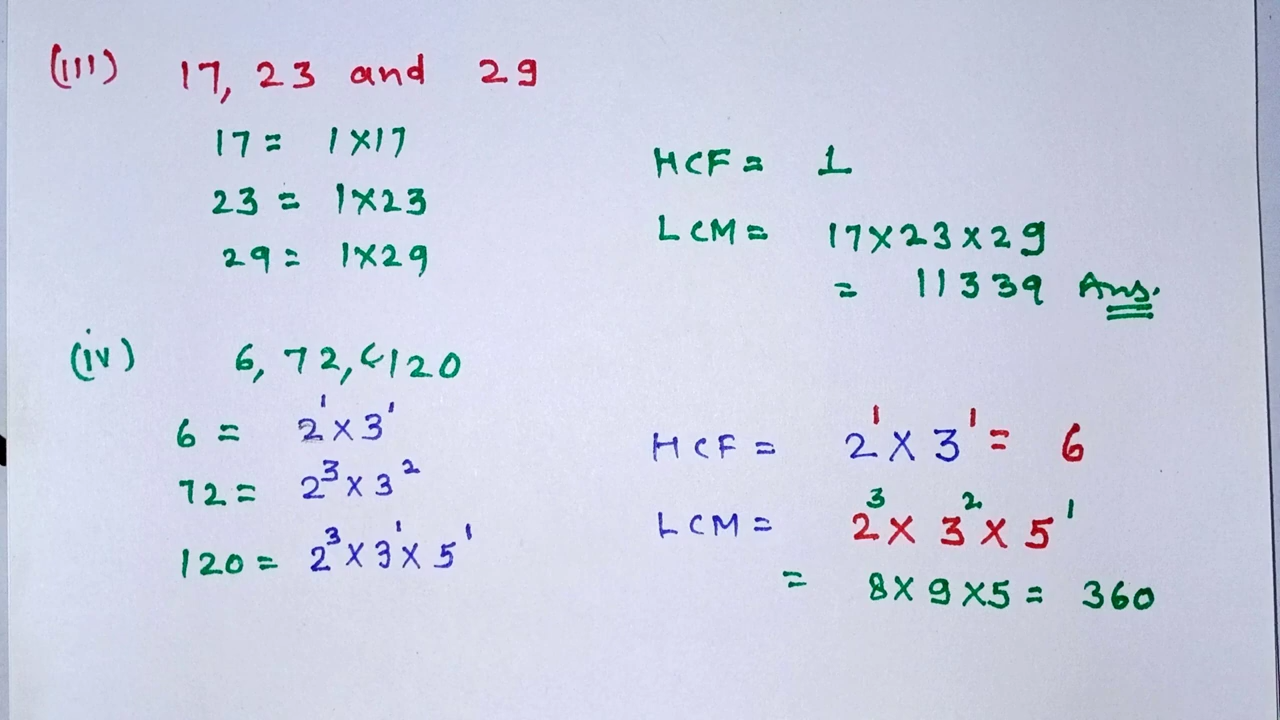 (iii) 17, 23 and 29
17 = 1×17
23 = 1×23
29 = 1×29
HCF = 1
LCM = 17×23×29
= 11339 Ans.
(iv) 6, 72, & 120
6 = 2¹×3¹
72 = 2³×3²
120 = 2³×3¹×5¹
HCF = 2¹×3¹ = 6
LCM = 2³×3²×5¹
= 8×9×5 = 360